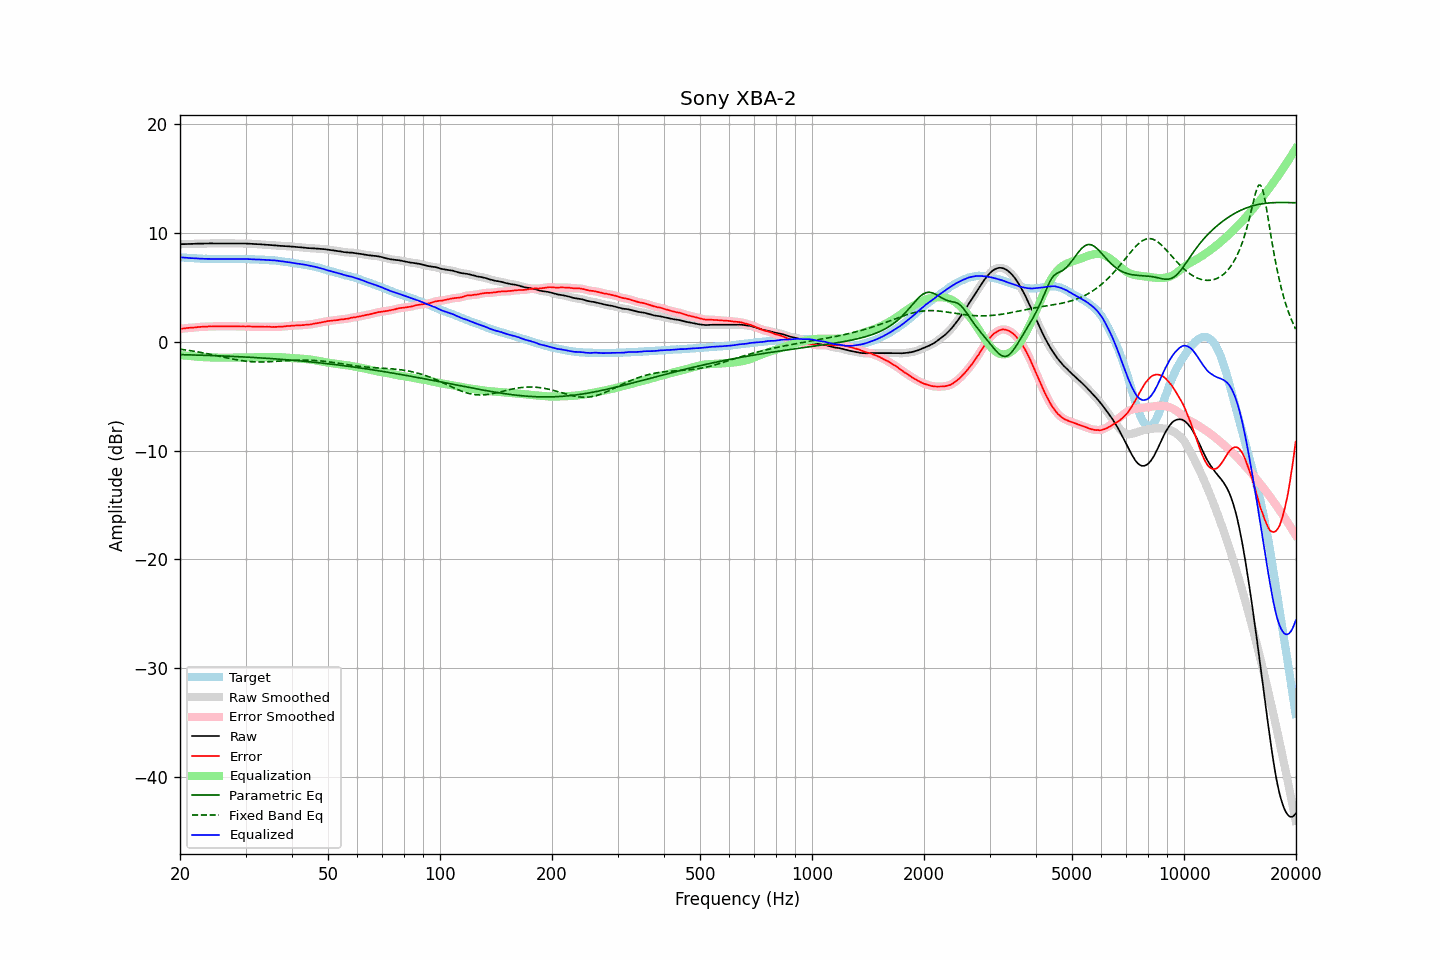 Sony XBA-2
20
10
0
−10
−20
−30
−40
Amplitude (dBr)
Target
Raw Smoothed
Error Smoothed
Raw
Error
Equalization
Parametric Eq
Fixed Band Eq
Equalized
20 50 100 200 500 1000 2000 5000 10000 20000
Frequency (Hz)